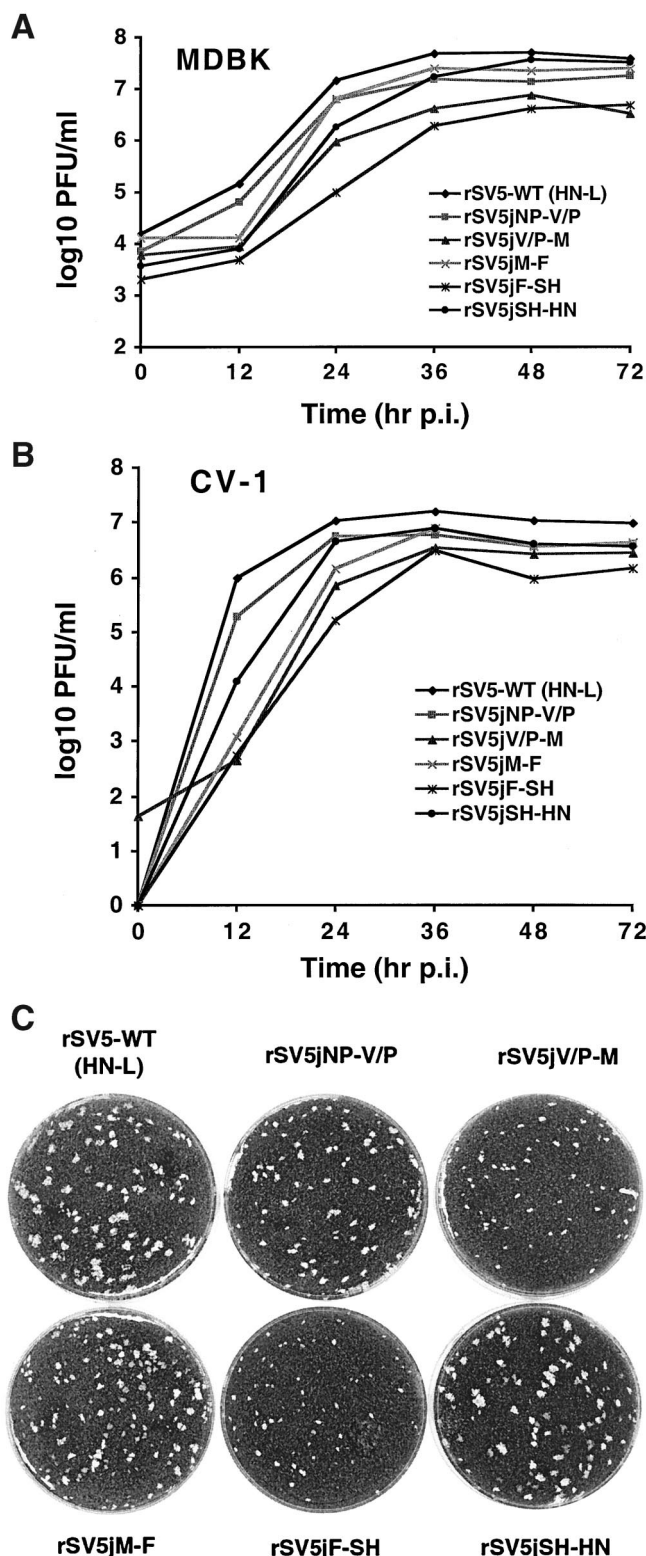 A
MDBK
8
7
6
5
4
3
2
log10 PFU/ml
rSV5-WT (HN-L)
rSV5jNP-V/P
rSV5jV/P-M
rSV5jM-F
rSV5jF-SH
rSV5jSH-HN
0 12 24 36 48 72
Time (hr p.i.)
B
CV-1
8
7
6
5
4
3
2
1
0
log10 PFU/ml
rSV5-WT (HN-L)
rSV5jNP-V/P
rSV5jV/P-M
rSV5jM-F
rSV5jF-SH
rSV5jSH-HN
0 12 24 36 48 72
Time (hr p.i.)
C
rSV5-WT
(HN-L)
rSV5jNP-V/P
rSV5jV/P-M
rSV5jM-F
rSV5jF-SH
rSV5jSH-HN